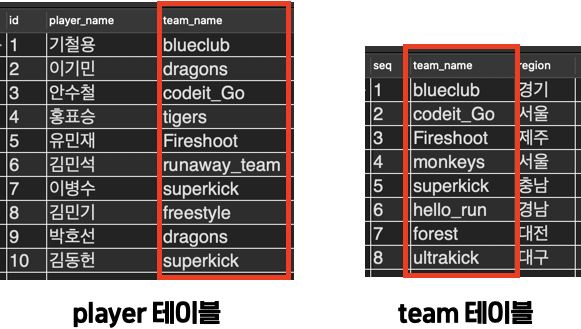 id player_name team_name
1 기철용 blueclub
2 이기민 dragons
3 안수철 codeit_Go
4 홍표승 tigers
5 유민재 Fireshoot
6 김민석 runaway_team
7 이병수 superkick
8 김민기 freestyle
9 박호선 dragons
10 김동헌 superkick
player 테이블
seq team_name region
1 blueclub 경기
2 codeit_Go 서울
3 Fireshoot 제주
4 monkeys 서울
5 superkick 충남
6 hello_run 경남
7 forest 대전
8 ultrakick 대구
team 테이블